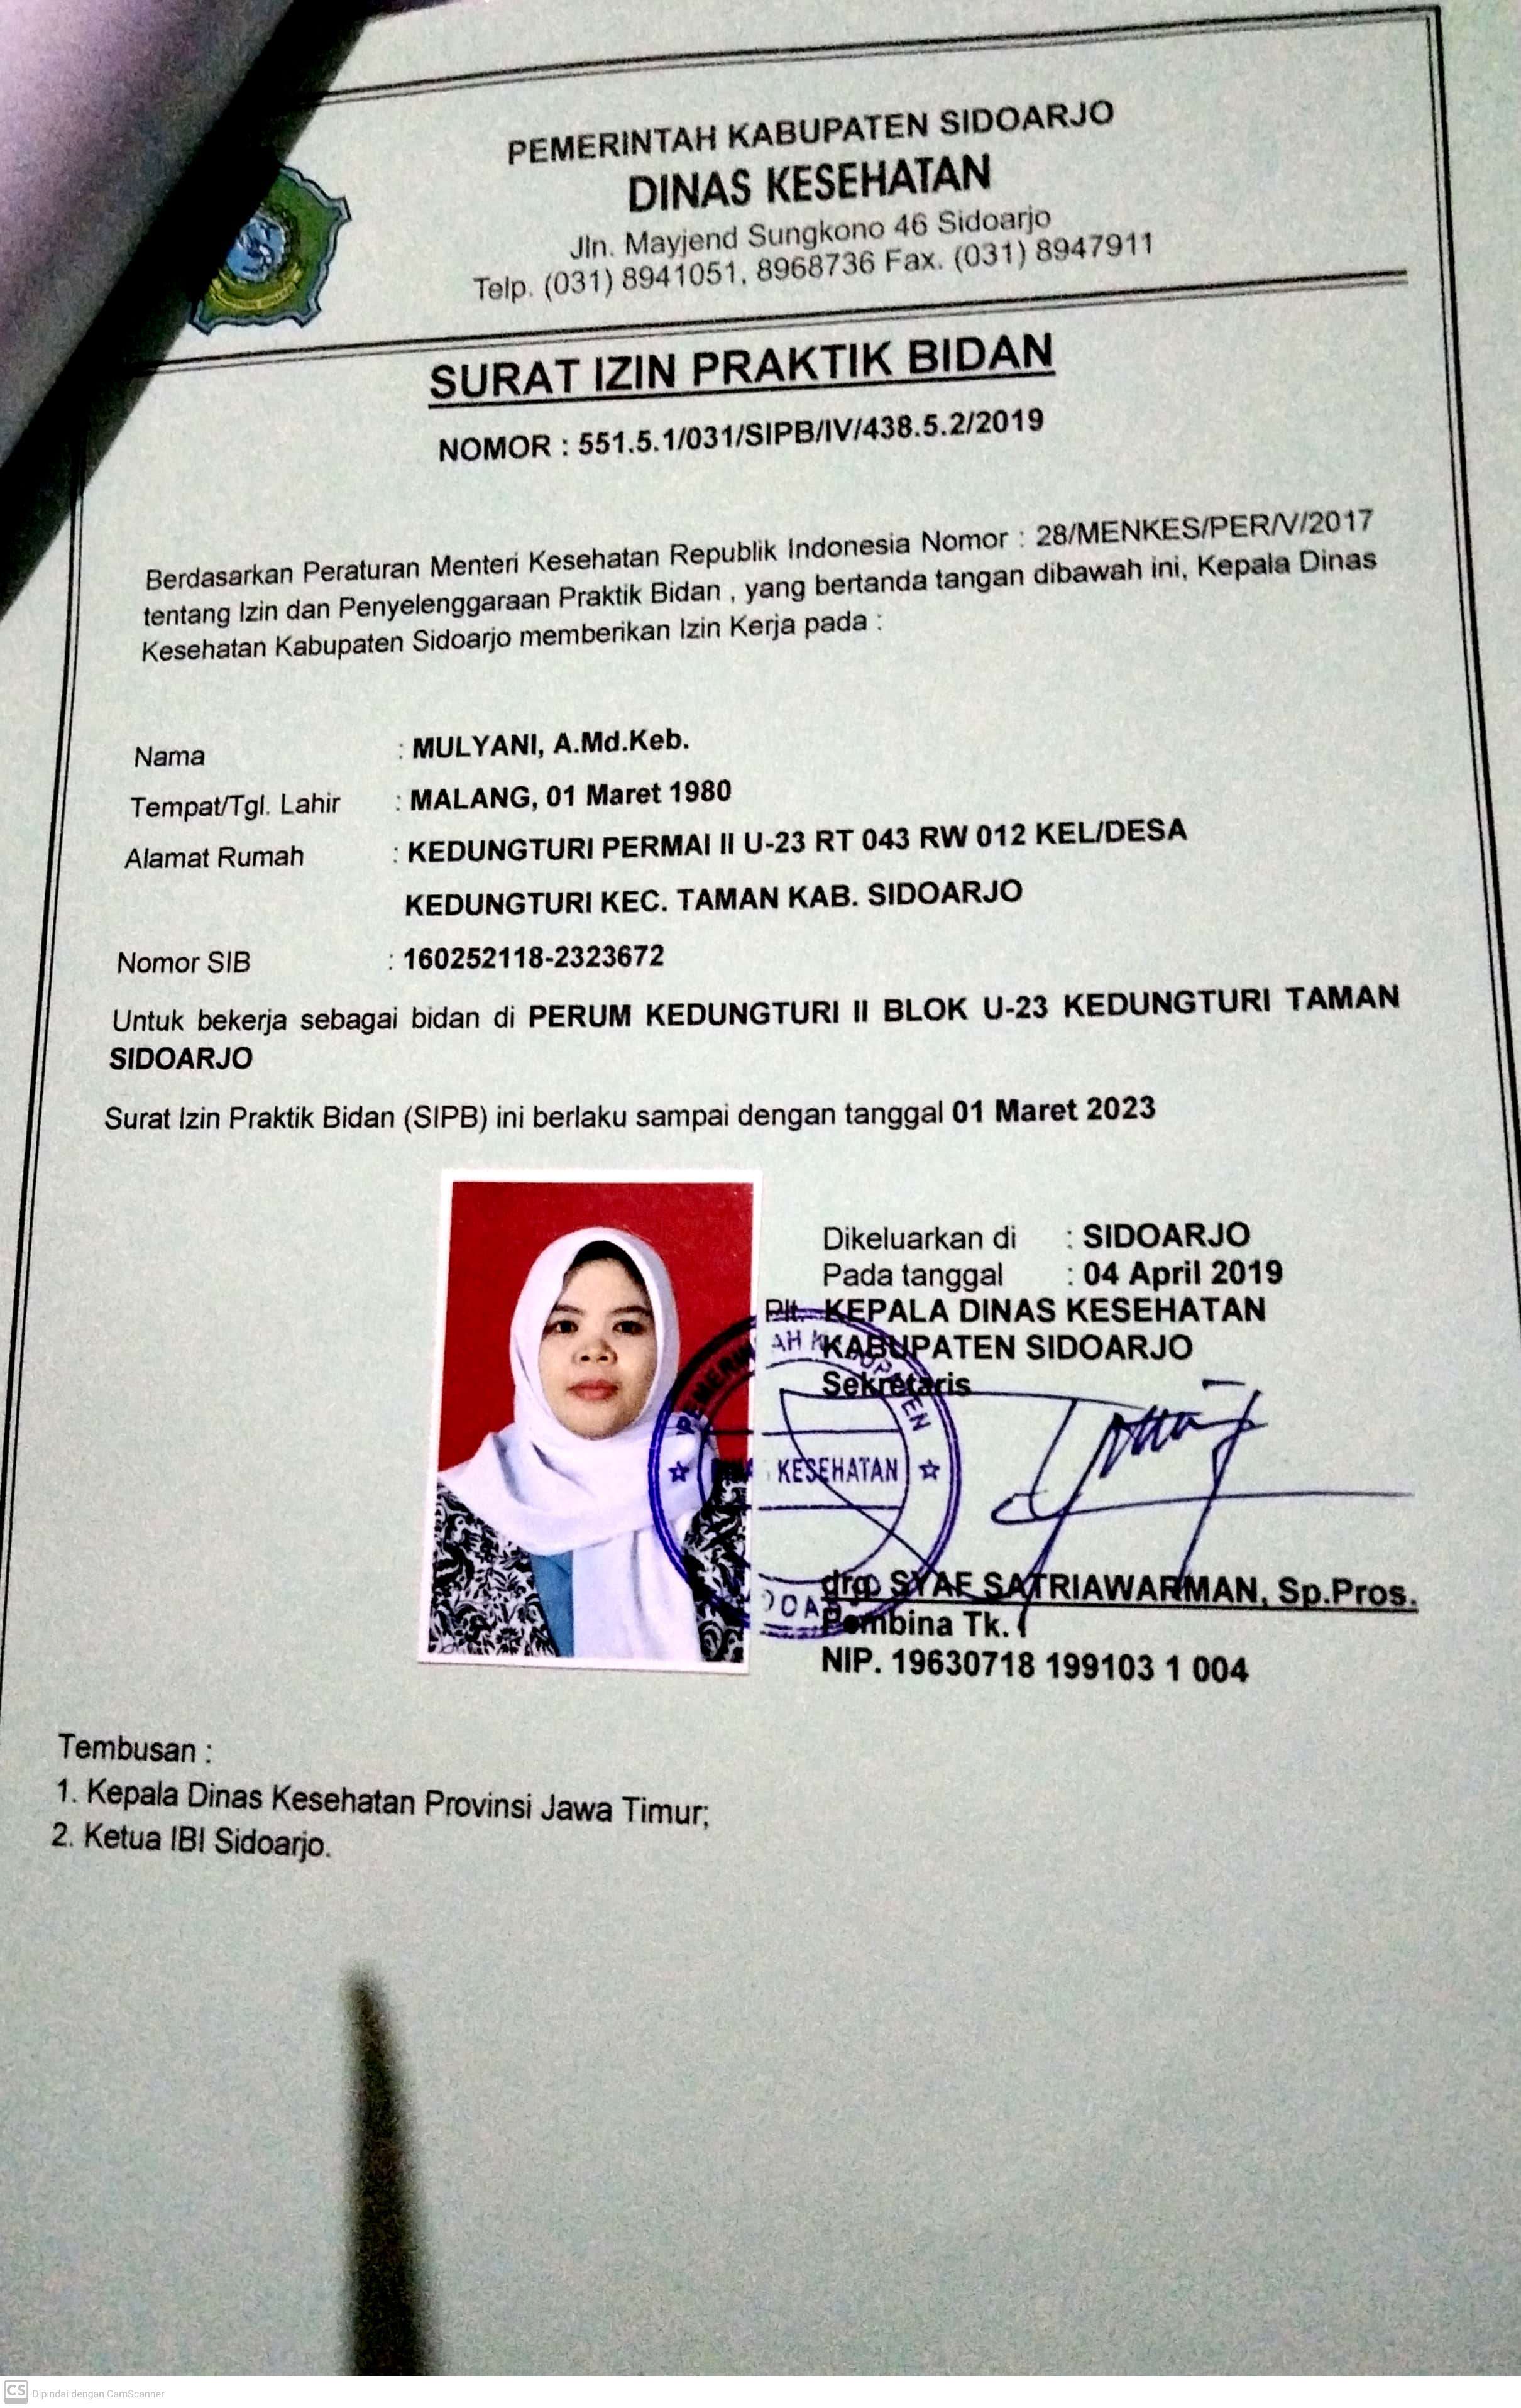 PEMERINTAH KABUPATEN SIDOARJO
DINAS KESEHATAN
Jln. Mayjend Sungkono 46 Sidoarjo
Telp. (031) 8941051, 8968736 Fax. (031) 8947911
SURAT IZIN PRAKTIK BIDAN
NOMOR : 551.5.1/031/SIPB/IV/438.5.2/2019
Berdasarkan Peraturan Menteri Kesehatan Republik Indonesia Nomor : 28/MENKES/PER/V/2017
tentang Izin dan Penyelenggaraan Praktik Bidan , yang bertanda tangan dibawah ini, Kepala Dinas
Kesehatan Kabupaten Sidoarjo memberikan Izin Kerja pada :
Nama : MULYANI, A.Md.Keb.
Tempat/Tgl. Lahir : MALANG, 01 Maret 1980
Alamat Rumah : KEDUNGTURI PERMAI II U-23 RT 043 RW 012 KEL/DESA
KEDUNGTURI KEC. TAMAN KAB. SIDOARJO
Nomor SIB : 160252118-2323672
Untuk bekerja sebagai bidan di PERUM KEDUNGTURI II BLOK U-23 KEDUNGTURI TAMAN
SIDOARJO
Surat Izin Praktik Bidan (SIPB) ini berlaku sampai dengan tanggal 01 Maret 2023
Dikeluarkan di : SIDOARJO
Pada tanggal : 04 April 2019
Plt. KEPALA DINAS KESEHATAN
KABUPATEN SIDOARJO
Sekretaris
KESEHATAN
drg. SYAF SATRIAWARMAN, Sp.Pros.
Pembina Tk. I
NIP. 19630718 199103 1 004
Tembusan :
1. Kepala Dinas Kesehatan Provinsi Jawa Timur;
2. Ketua IBI Sidoarjo.
CS Dipindai dengan CamScanner